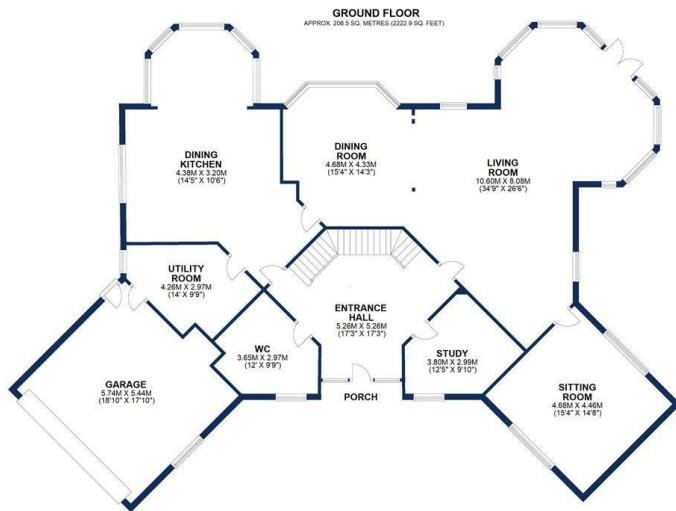 GROUND FLOOR
APPROX. 206.5 SQ. METRES (2222.9 SQ. FEET)
DINING
KITCHEN
4.38M X 3.20M
(14'5" X 10'6")
DINING
ROOM
4.68M X 4.33M
(15'4" X 14'3")
LIVING
ROOM
10.60M X 8.08M
(34'9" X 26'6")
UTILITY
ROOM
4.26M X 2.97M
(14' X 9'9")
ENTRANCE
HALL
5.26M X 5.26M
(17'3" X 17'3")
WC
3.65M X 2.97M
(12' X 9'9")
STUDY
3.80M X 2.99M
(12'5" X 9'10")
GARAGE
5.74M X 5.44M
(18'10" X 17'10")
PORCH
SITTING
ROOM
4.68M X 4.46M
(15'4" X 14'8")